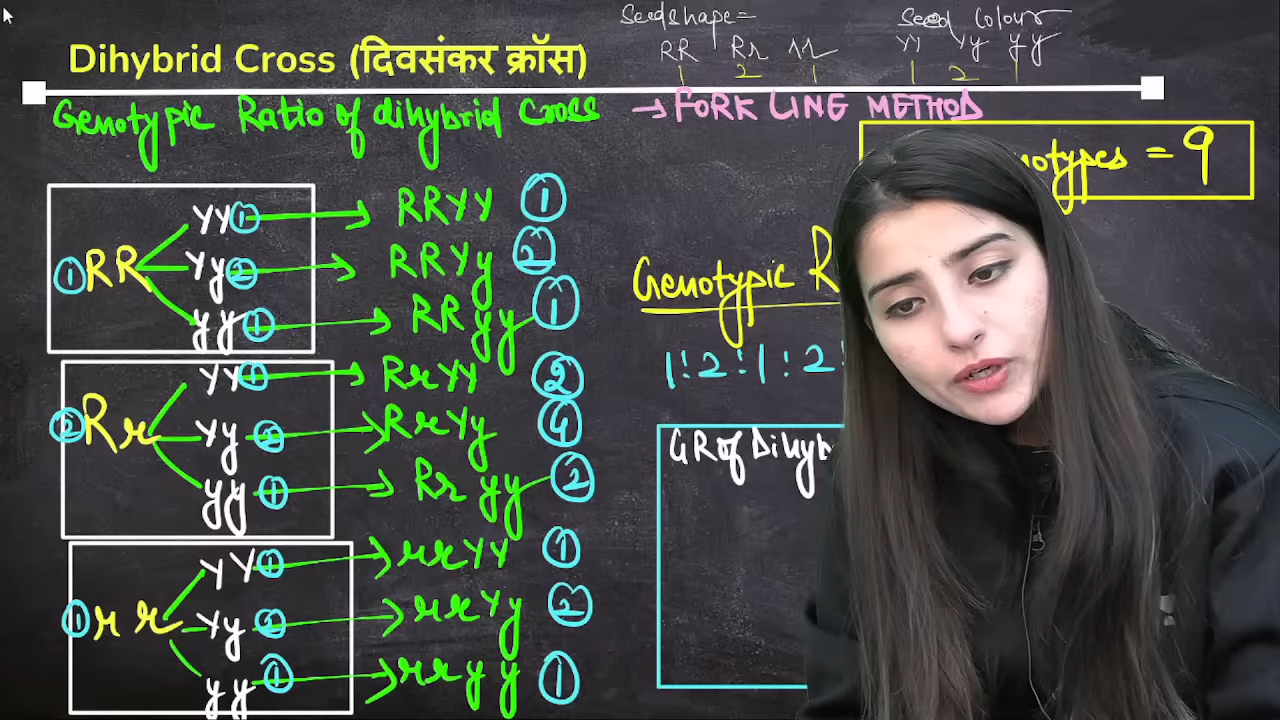 Seedshape=
Seed Colour
RR Rr rr
YY Yy yy
1 2 1
1 2 1
Dihybrid Cross (दिवसंकर क्रॉस)
Genotypic Ratio of dihybrid Cross → FORK LINE METHOD
notypes = 9
① RR
YY ① → RRYY ①
Yy ② → RRYy ②
yy ① → RRyy ①
Genotypic R
1:2:1:2:
② Rr
YY ① → RrYY ②
Yy ② → RrYy ④
yy ① → Rryy ②
GR of Dihyb
① rr
YY ① → rrYY ①
Yy ② → rrYy ②
yy ① → rryy ①